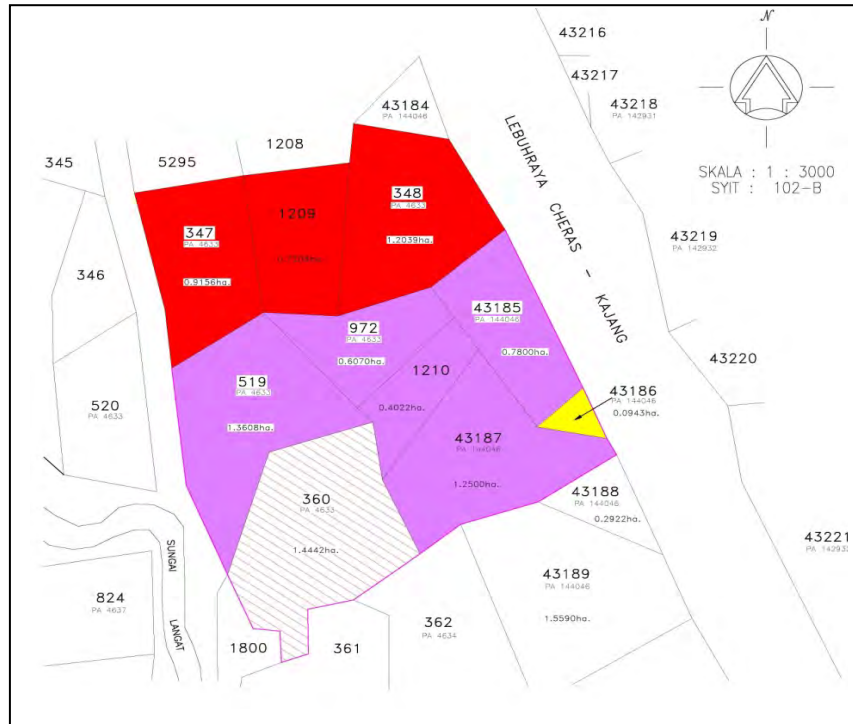 N
SKALA : 1 : 3000
SYIT : 102-B
43216
43217
43218
PA 142931
43184
PA 144046
1208
5295
345
LEBUHRAYA CHERAS - KAJANG
348
PA 4633
1.2039ha.
1209
347
PA 4633
0.9156ha.
43219
PA 142932
346
43185
PA 144046
0.7800ha.
972
PA 4633
0.6070ha.
43220
1210
0.4022ha.
519
PA 4633
1.3608ha.
43186
PA 144046
0.0943ha.
520
PA 4633
43187
PA 144046
1.2500ha.
360
PA 4633
1.4442ha.
43188
PA 144046
0.2922ha.
43221
SUNGAI
LANGAT
43189
PA 144046
1.5590ha.
824
PA 4637
362
PA 4634
1800
361